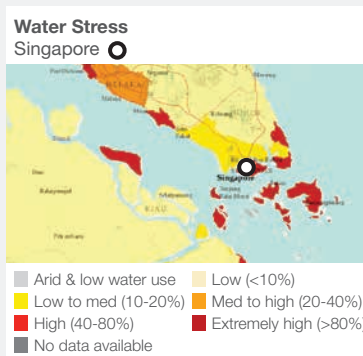 Water Stress
Singapore
Singapore
RIAU
Arid & low water use
Low (<10%)
Low to med (10-20%)
Med to high (20-40%)
High (40-80%)
Extremely high (>80%)
No data available